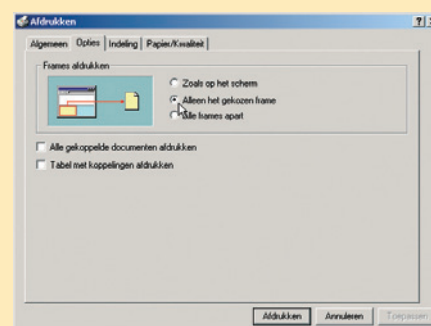 Afdrukken
Algemeen Opties Indeling Papier/Kwaliteit
Frames afdrukken
Zoals op het scherm
Alleen het gekozen frame
Alle frames apart
Alle gekoppelde documenten afdrukken
Tabel met koppelingen afdrukken
Afdrukken Annuleren Toepassen